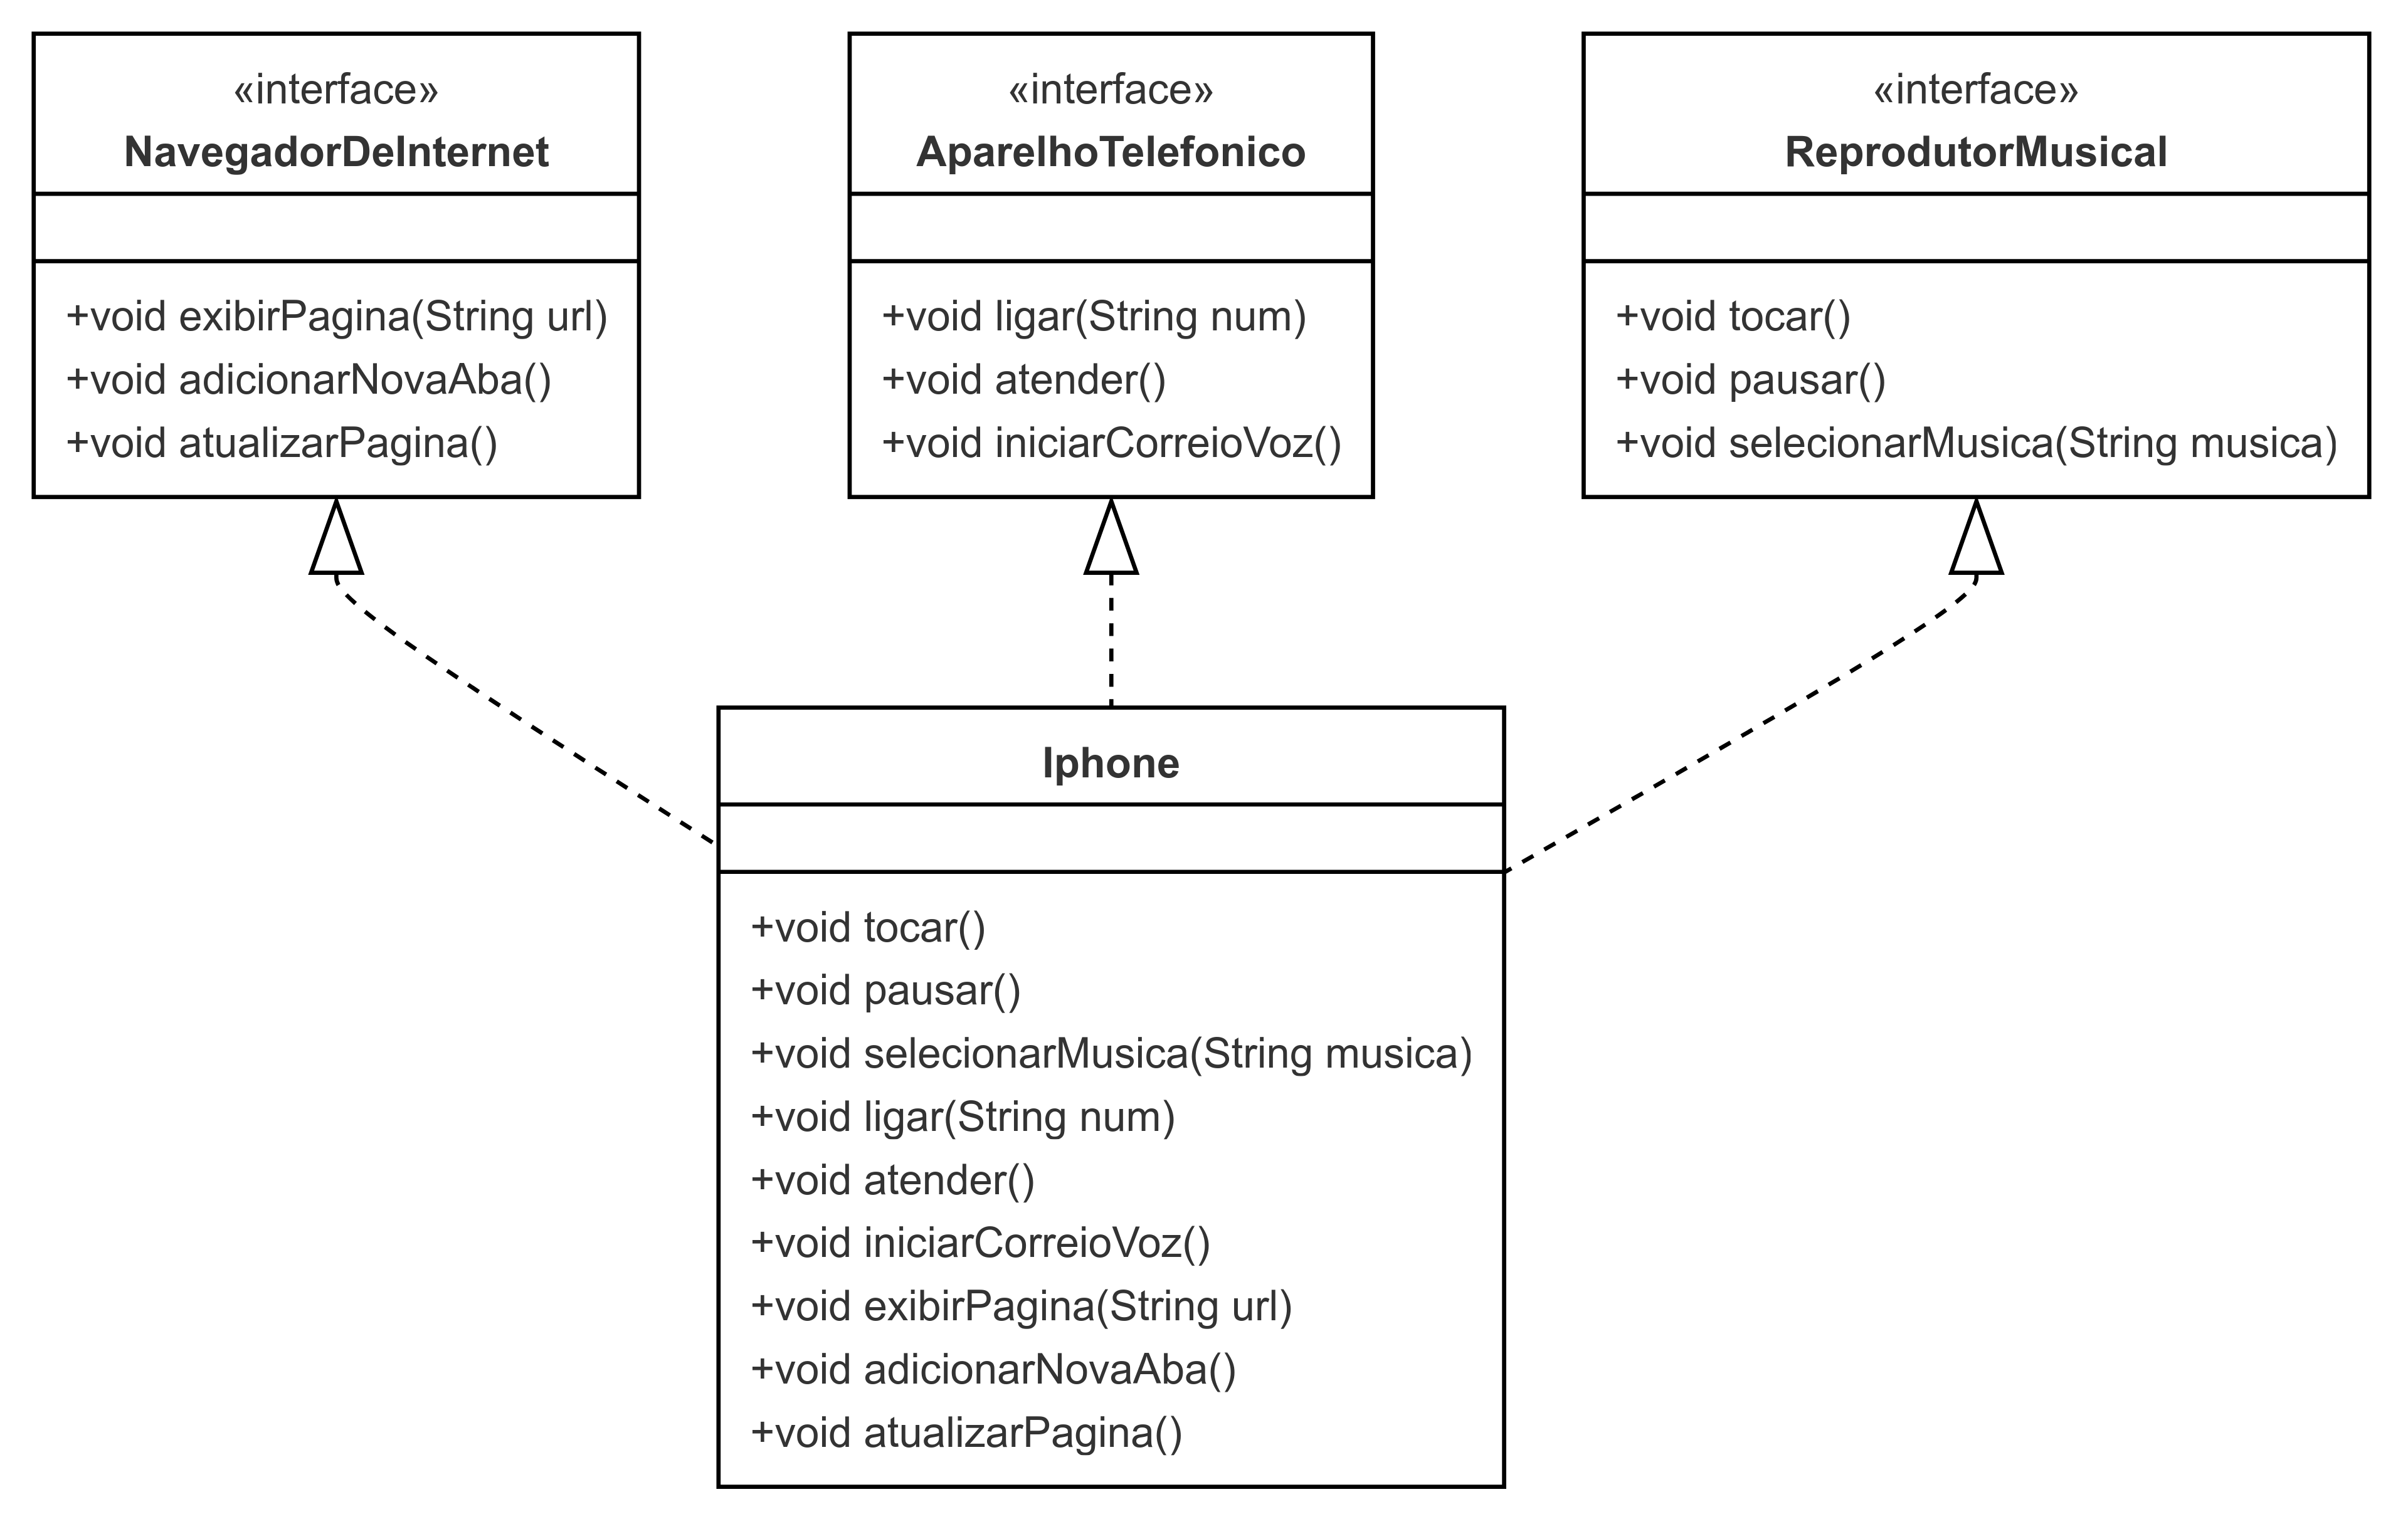 «interface»
NavegadorDeInternet
+void exibirPagina(String url)
+void adicionarNovaAba()
+void atualizarPagina()
«interface»
AparelhoTelefonico
+void ligar(String num)
+void atender()
+void iniciarCorreioVoz()
«interface»
ReprodutorMusical
+void tocar()
+void pausar()
+void selecionarMusica(String musica)
Iphone
+void tocar()
+void pausar()
+void selecionarMusica(String musica)
+void ligar(String num)
+void atender()
+void iniciarCorreioVoz()
+void exibirPagina(String url)
+void adicionarNovaAba()
+void atualizarPagina()